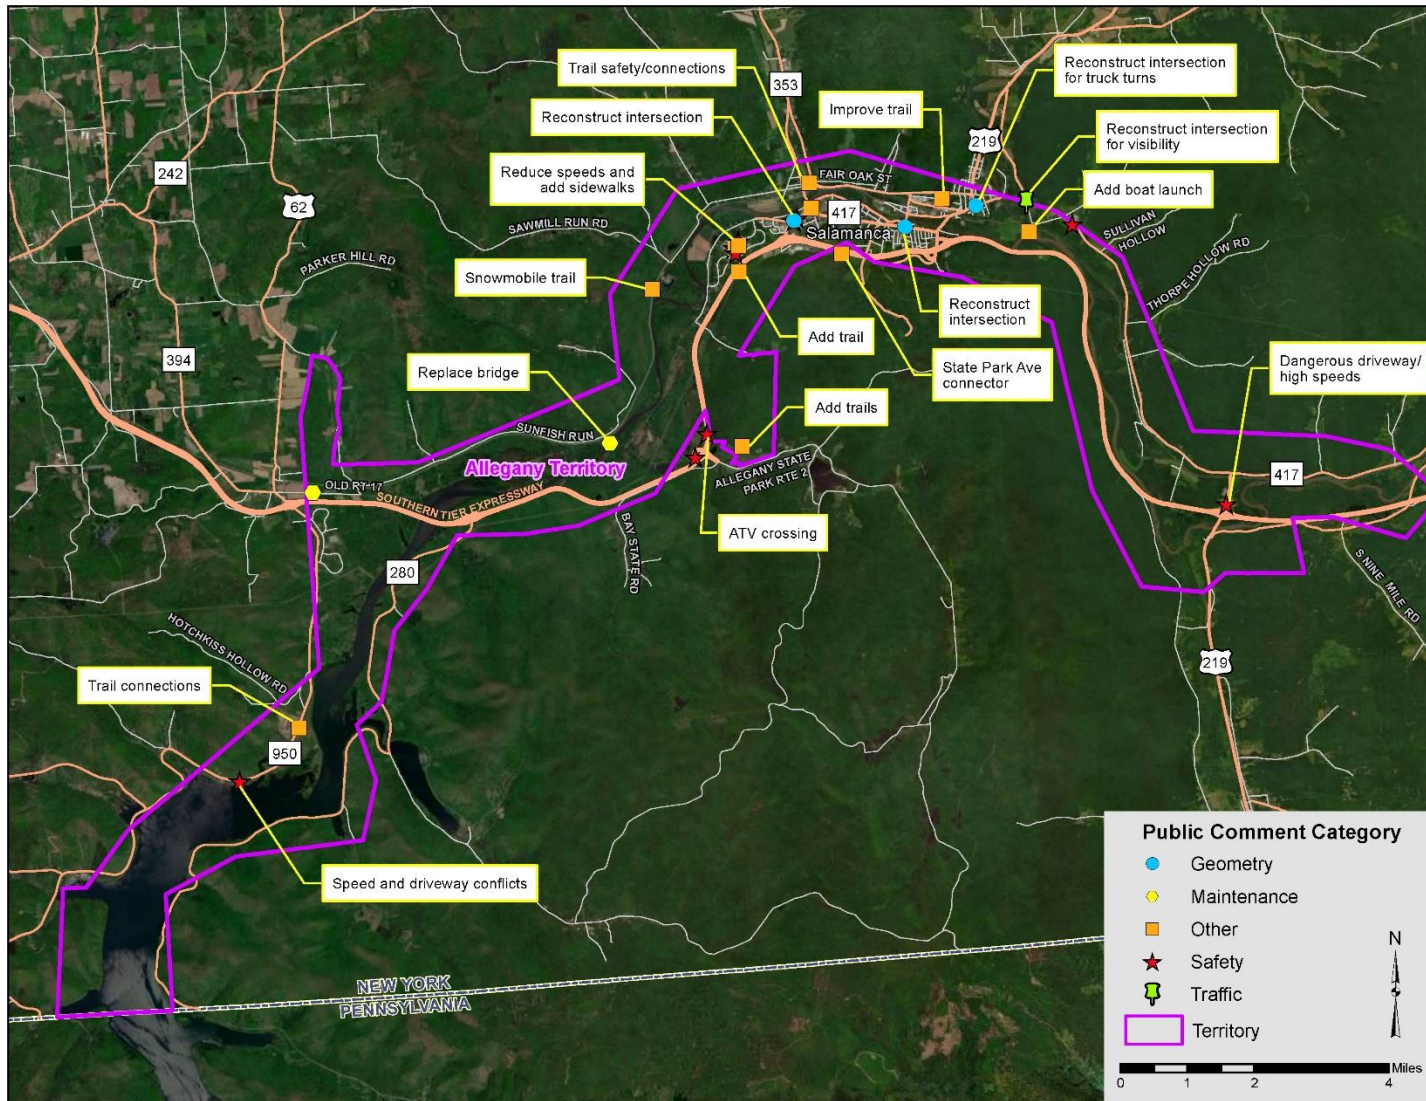 Trail safety/connections
353
Reconstruct intersection
for truck turns
Reconstruct intersection
Improve trail
219
Reconstruct intersection
for visibility
242
Reduce speeds and
add sidewalks
FAIR OAK ST
Add boat launch
62
417
SAWMILL RUN RD
Salamanca
SULLIVAN
HOLLOW
PARKER HILL RD
THORPE HOLLOW RD
Snowmobile trail
Reconstruct
intersection
Add trail
394
Replace bridge
State Park Ave
connector
Dangerous driveway/
high speeds
Add trails
SUNFISH RUN
Allegany Territory
ALLEGANY STATE
PARK RTE 2
417
OLD RT 17
SOUTHERN TIER EXPRESSWAY
ATV crossing
BAY STATE RD
280
S NINE MILE RD
HOTCHKISS HOLLOW RD
219
Trail connections
950
Speed and driveway conflicts
NEW YORK
PENNSYLVANIA
Public Comment Category
Geometry
Maintenance
Other
Safety
Traffic
Territory
N
Miles
0 1 2 4